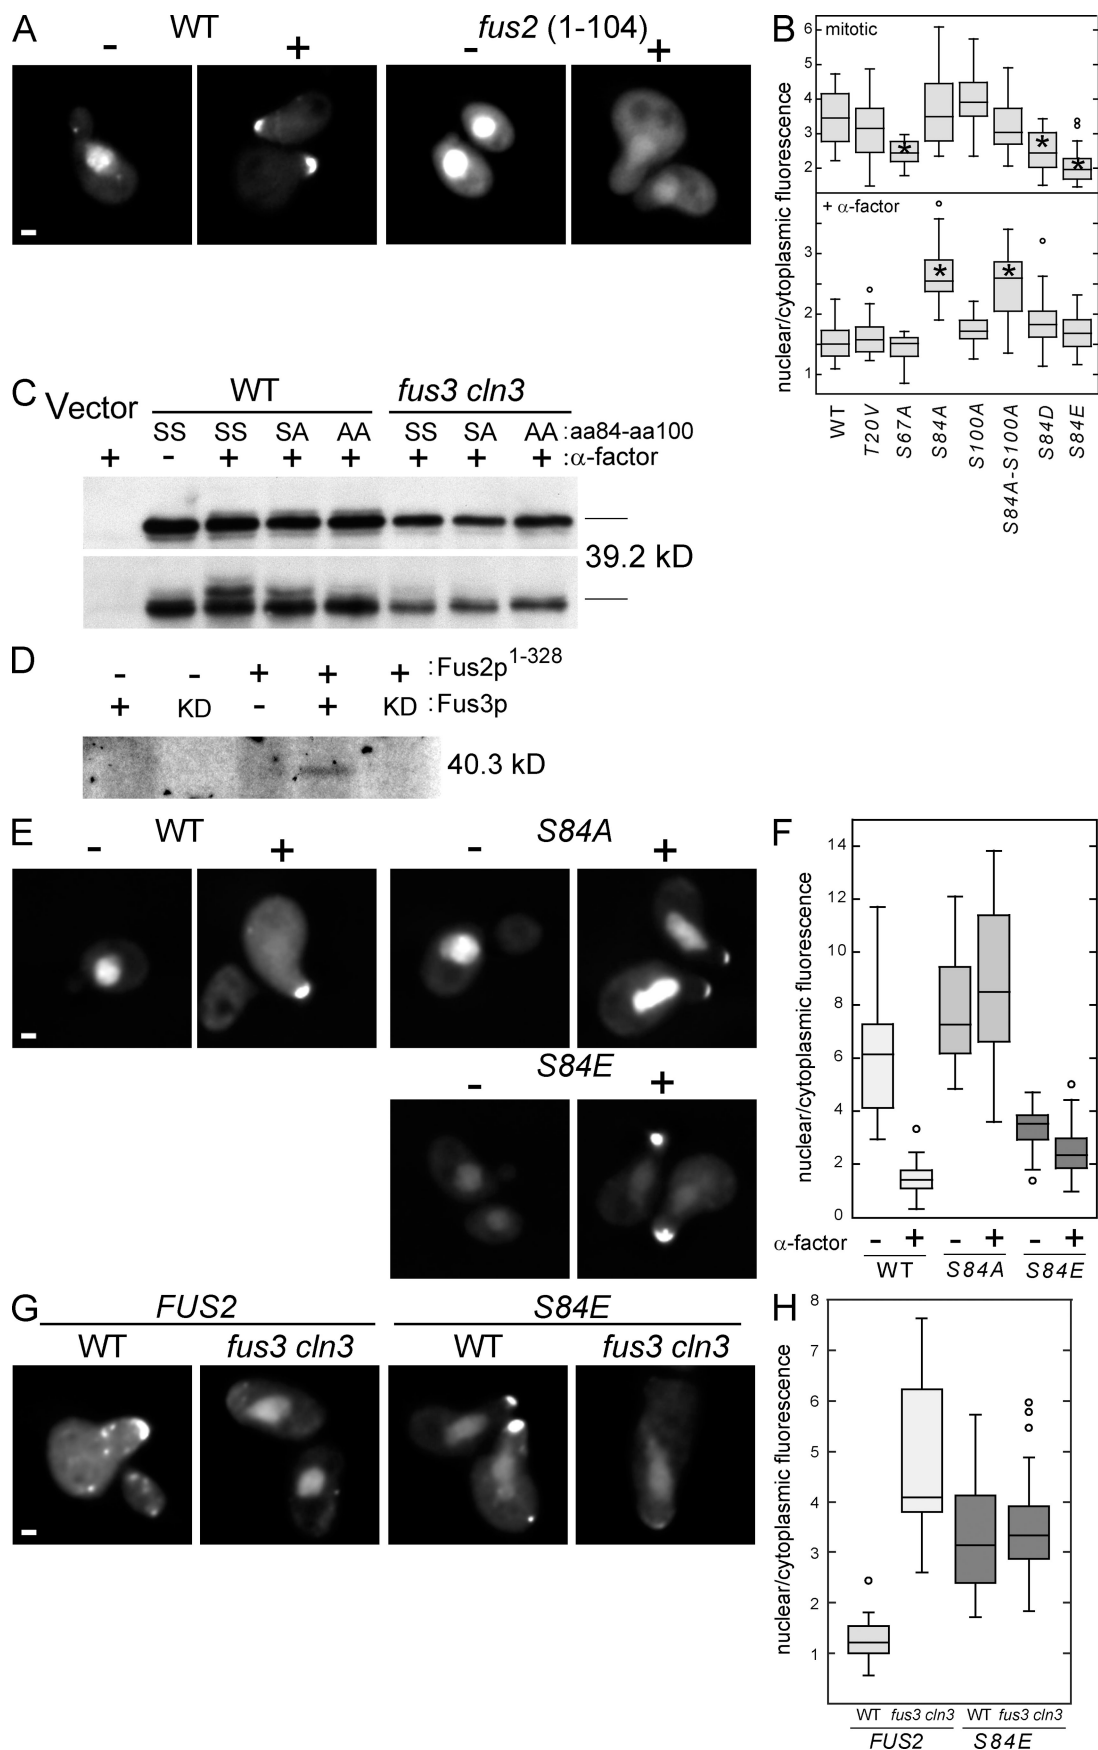 A
WT
fus2 (1-104)
- + - +
B
mitotic
6
5
4
3
2
* * *
+ α-factor
3
2
1
* *
nuclear/cytoplasmic fluorescence
WT
T20V
S67A
S84A
S100A
S84A-S100A
S84D
S84E
C
Vector
WT
fus3 cln3
SS SS SA AA SS SA AA :aa84-aa100
+ - + + + + + + :α-factor
39.2 kD
D
- - + + + :Fus2p1-328
+ KD - + KD :Fus3p
40.3 kD
E
WT
S84A
- + - +
S84E
- +
F
14
12
10
8
6
4
2
0
nuclear/cytoplasmic fluorescence
α-factor - + - + - +
WT S84A S84E
G
FUS2 S84E
WT fus3 cln3 WT fus3 cln3
H
8
7
6
5
4
3
2
1
nuclear/cytoplasmic fluorescence
WT fus3 cln3 WT fus3 cln3
FUS2 S84E